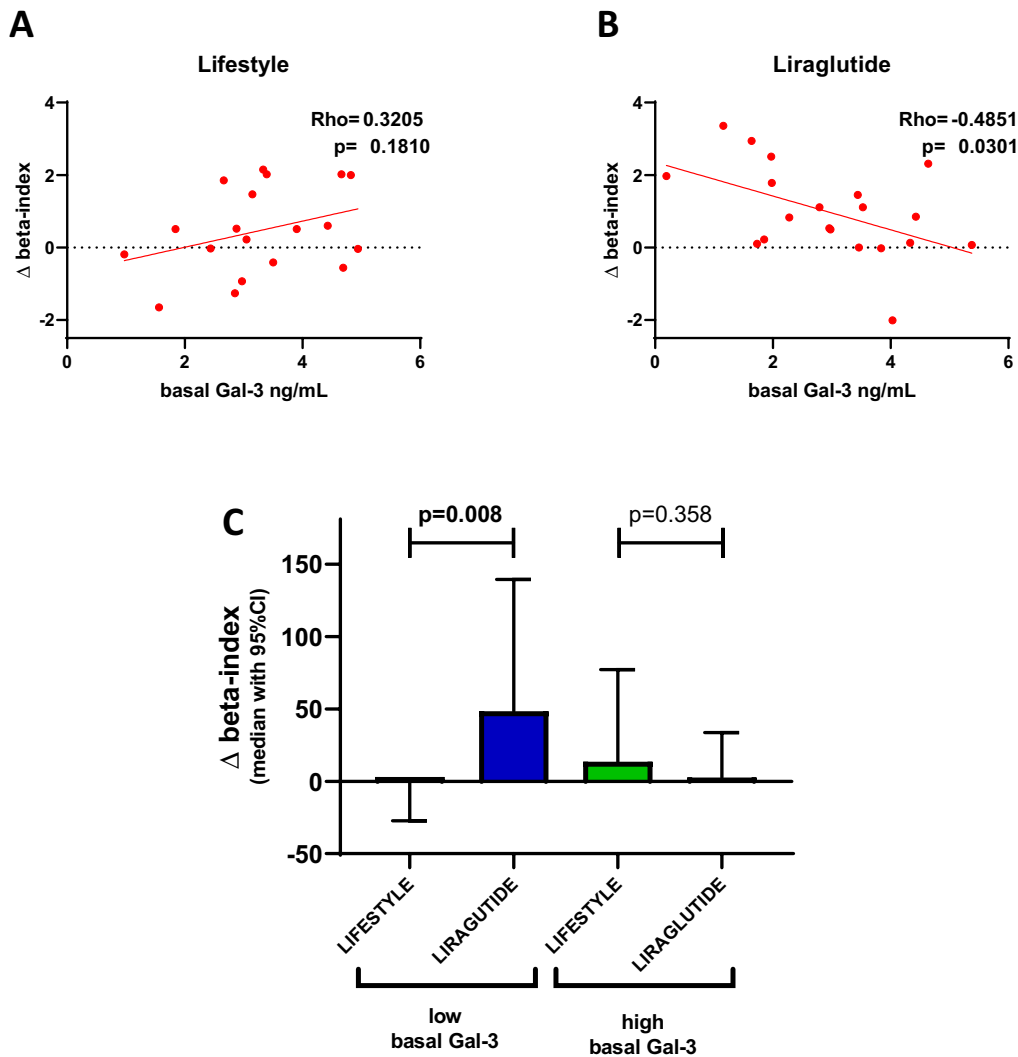 A
Lifestyle
Rho= 0.3205
p= 0.1810
4
2
0
-2
0
2
4
6
Δ beta-index
basal Gal-3 ng/mL
B
Liraglutide
Rho= -0.4851
p= 0.0301
4
2
0
-2
0
2
4
6
Δ beta-index
basal Gal-3 ng/mL
C
p=0.008
p=0.358
150
100
50
0
-50
Δ beta-index
(median with 95%CI)
LIFESTYLE
LIRAGUTIDE
LIFESTYLE
LIRAGLUTIDE
low
basal Gal-3
high
basal Gal-3